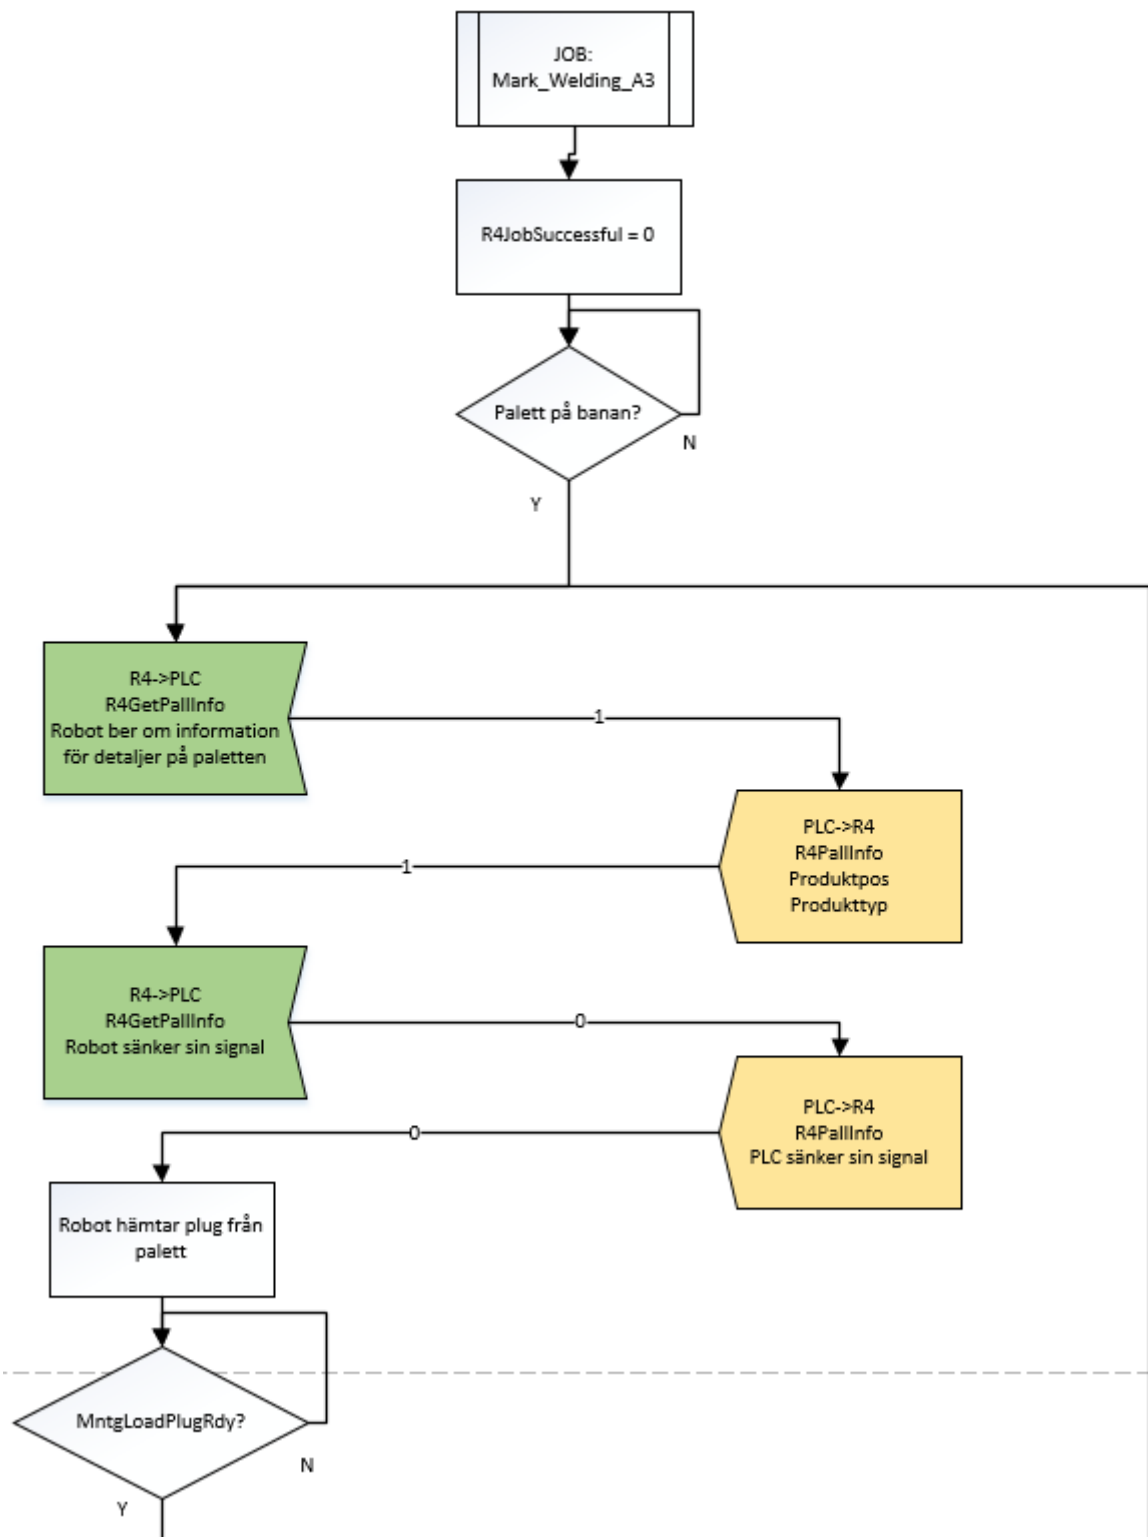 JOB:
Mark_Welding_A3
R4JobSuccessful = 0
Palett på banan?
N
Y
R4->PLC
R4GetPallInfo
Robot ber om information
för detaljer på paletten
1
PLC->R4
R4PallInfo
Produktpos
Produkttyp
1
R4->PLC
R4GetPallInfo
Robot sänker sin signal
0
PLC->R4
R4PallInfo
PLC sänker sin signal
0
Robot hämtar plug från
palett
MntgLoadPlugRdy?
N
Y